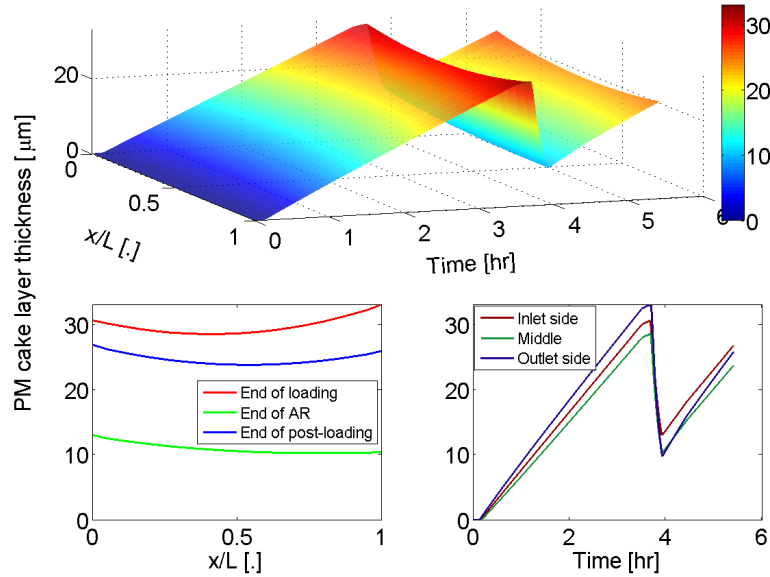 PM cake layer thickness [µm]
20
0
0
0.5
1
x/L [.]
0
1
2
3
4
5
6
Time [hr]
30
20
10
0
30
20
10
0
0
0.5
1
x/L [.]
End of loading
End of AR
End of post-loading
30
20
10
0
0
2
4
6
Time [hr]
Inlet side
Middle
Outlet side